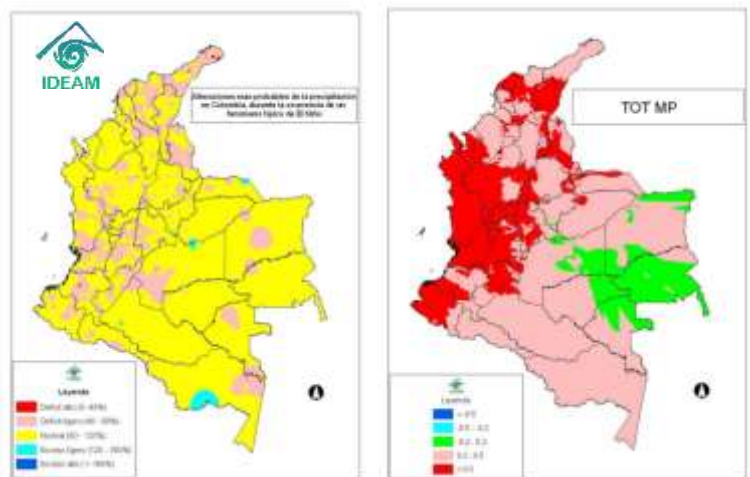 IDEAM
Alteraciones más probables de la precipitación
en Colombia, durante la ocurrencia de un
fenómeno típico de El Niño
TOT MP
Leyenda
Déficit alto (0 - 40%)
Déficit ligero (40 - 80%)
Normal (80 - 120%)
Exceso ligero (120 - 160%)
Exceso alto (> 160%)
Leyenda